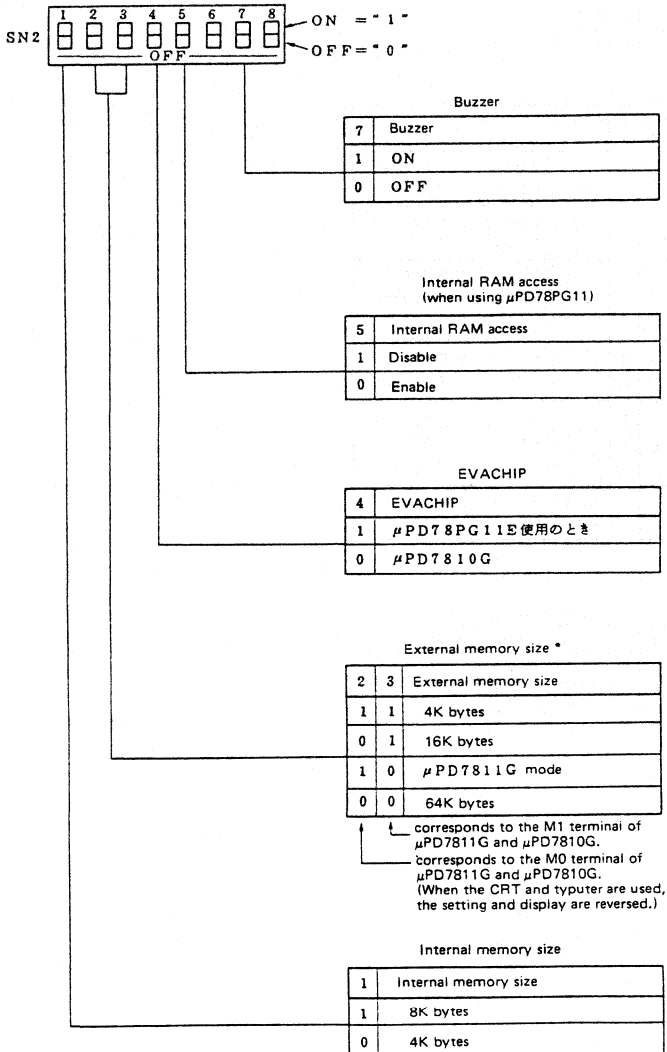 1 2 3 4 5 6 7 8
SN2
ON = " 1 "
OFF = " 0 "
OFF
Buzzer
7 Buzzer
1 ON
0 OFF
Internal RAM access
(when using μPD78PG11)
5 Internal RAM access
1 Disable
0 Enable
EVACHIP
4 EVACHIP
1 μPD78PG11E使用のとき
0 μPD7810G
External memory size *
2 3 External memory size
1 1 4K bytes
0 1 16K bytes
1 0 μPD7811G mode
0 0 64K bytes
corresponds to the M1 terminal of
μPD7811G and μPD7810G.
corresponds to the M0 terminal of
μPD7811G and μPD7810G.
(When the CRT and typuter are used,
the setting and display are reversed.)
Internal memory size
1 Internal memory size
1 8K bytes
0 4K bytes